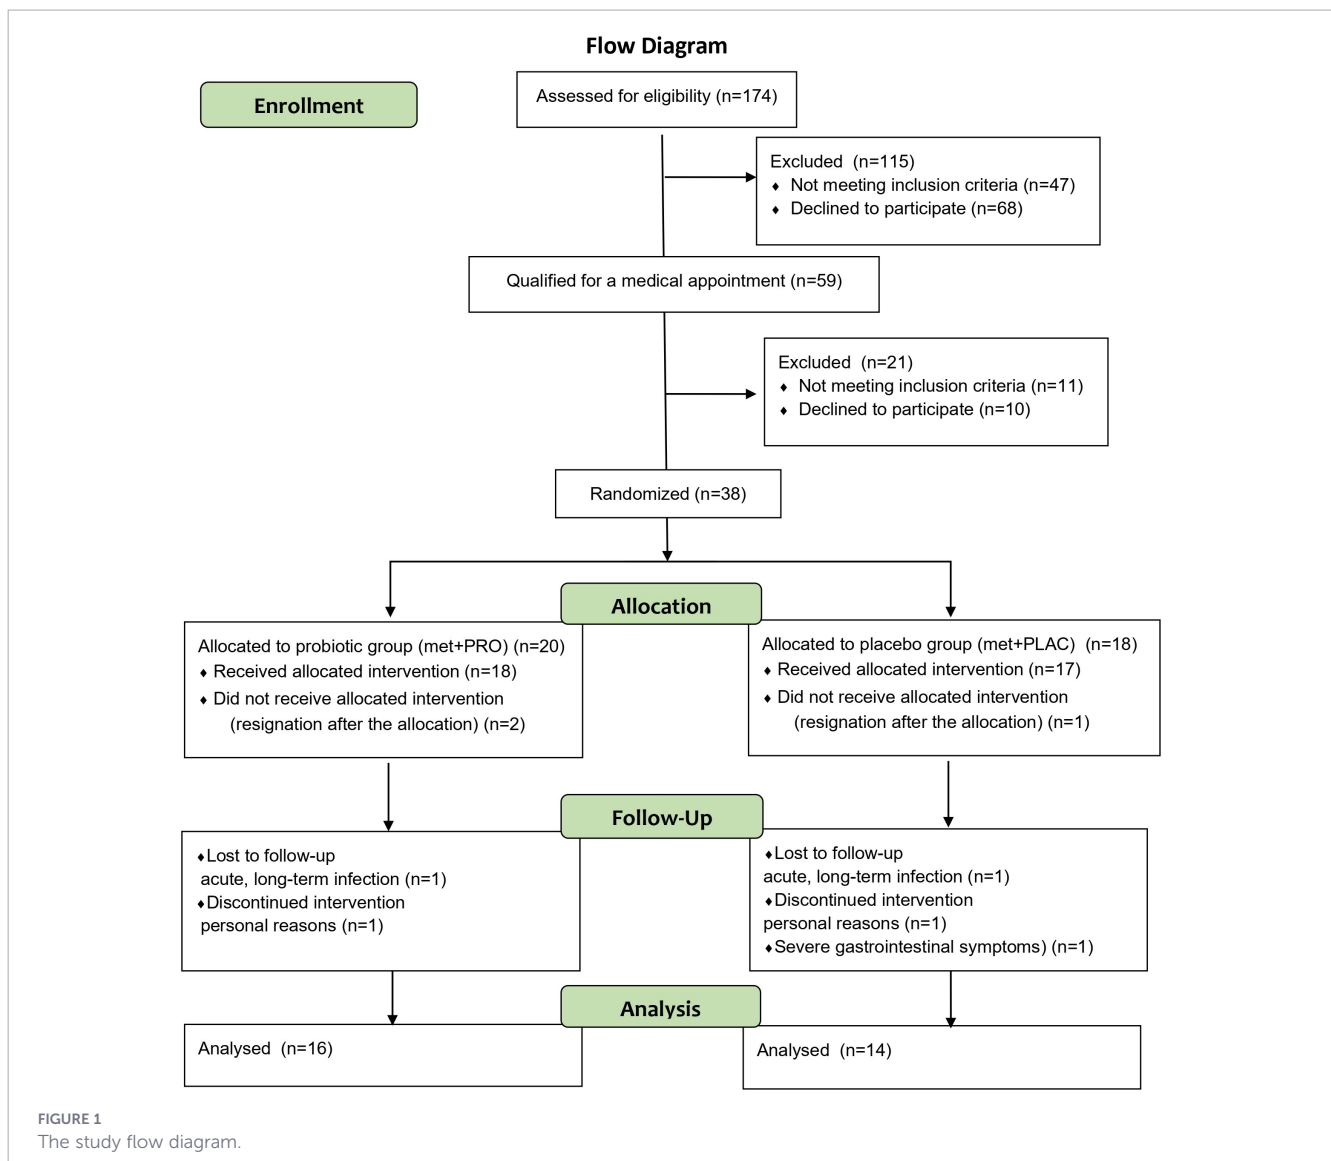 Flow Diagram
Enrollment
Assessed for eligibility (n=174)
Excluded (n=115)
♦ Not meeting inclusion criteria (n=47)
♦ Declined to participate (n=68)
Qualified for a medical appointment (n=59)
Excluded (n=21)
♦ Not meeting inclusion criteria (n=11)
♦ Declined to participate (n=10)
Randomized (n=38)
Allocation
Allocated to probiotic group (met+PRO) (n=20)
♦ Received allocated intervention (n=18)
♦ Did not receive allocated intervention
(resignation after the allocation) (n=2)
Allocated to placebo group (met+PLAC) (n=18)
♦ Received allocated intervention (n=17)
♦ Did not receive allocated intervention
(resignation after the allocation) (n=1)
Follow-Up
♦Lost to follow-up
acute, long-term infection (n=1)
♦Discontinued intervention
personal reasons (n=1)
♦Lost to follow-up
acute, long-term infection (n=1)
♦Discontinued intervention
personal reasons (n=1)
♦Severe gastrointestinal symptoms) (n=1)
Analysis
Analysed (n=16)
Analysed (n=14)
FIGURE 1
The study flow diagram.